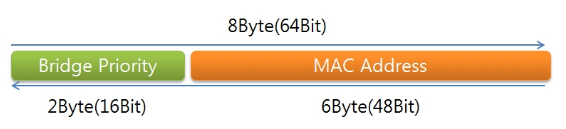 8Byte(64Bit)
Bridge Priority MAC Address
2Byte(16Bit) 6Byte(48Bit)